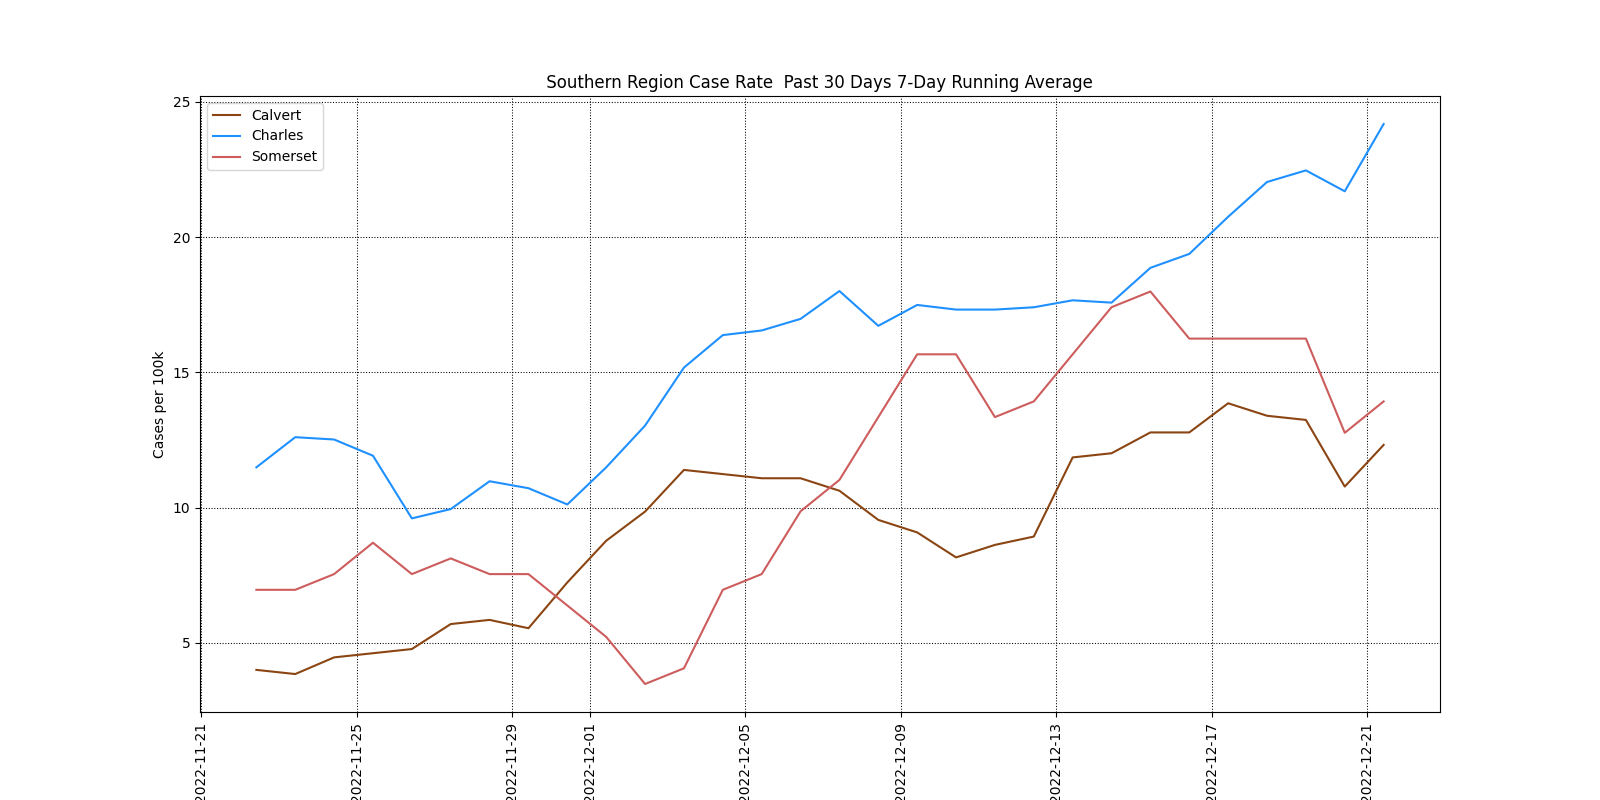 Southern Region Case Rate  Past 30 Days 7-Day Running Average
Calvert
Charles
Somerset
Cases per 100k
25
20
15
10
5
2022-11-21
2022-11-25
2022-11-29
2022-12-01
2022-12-05
2022-12-09
2022-12-13
2022-12-17
2022-12-21